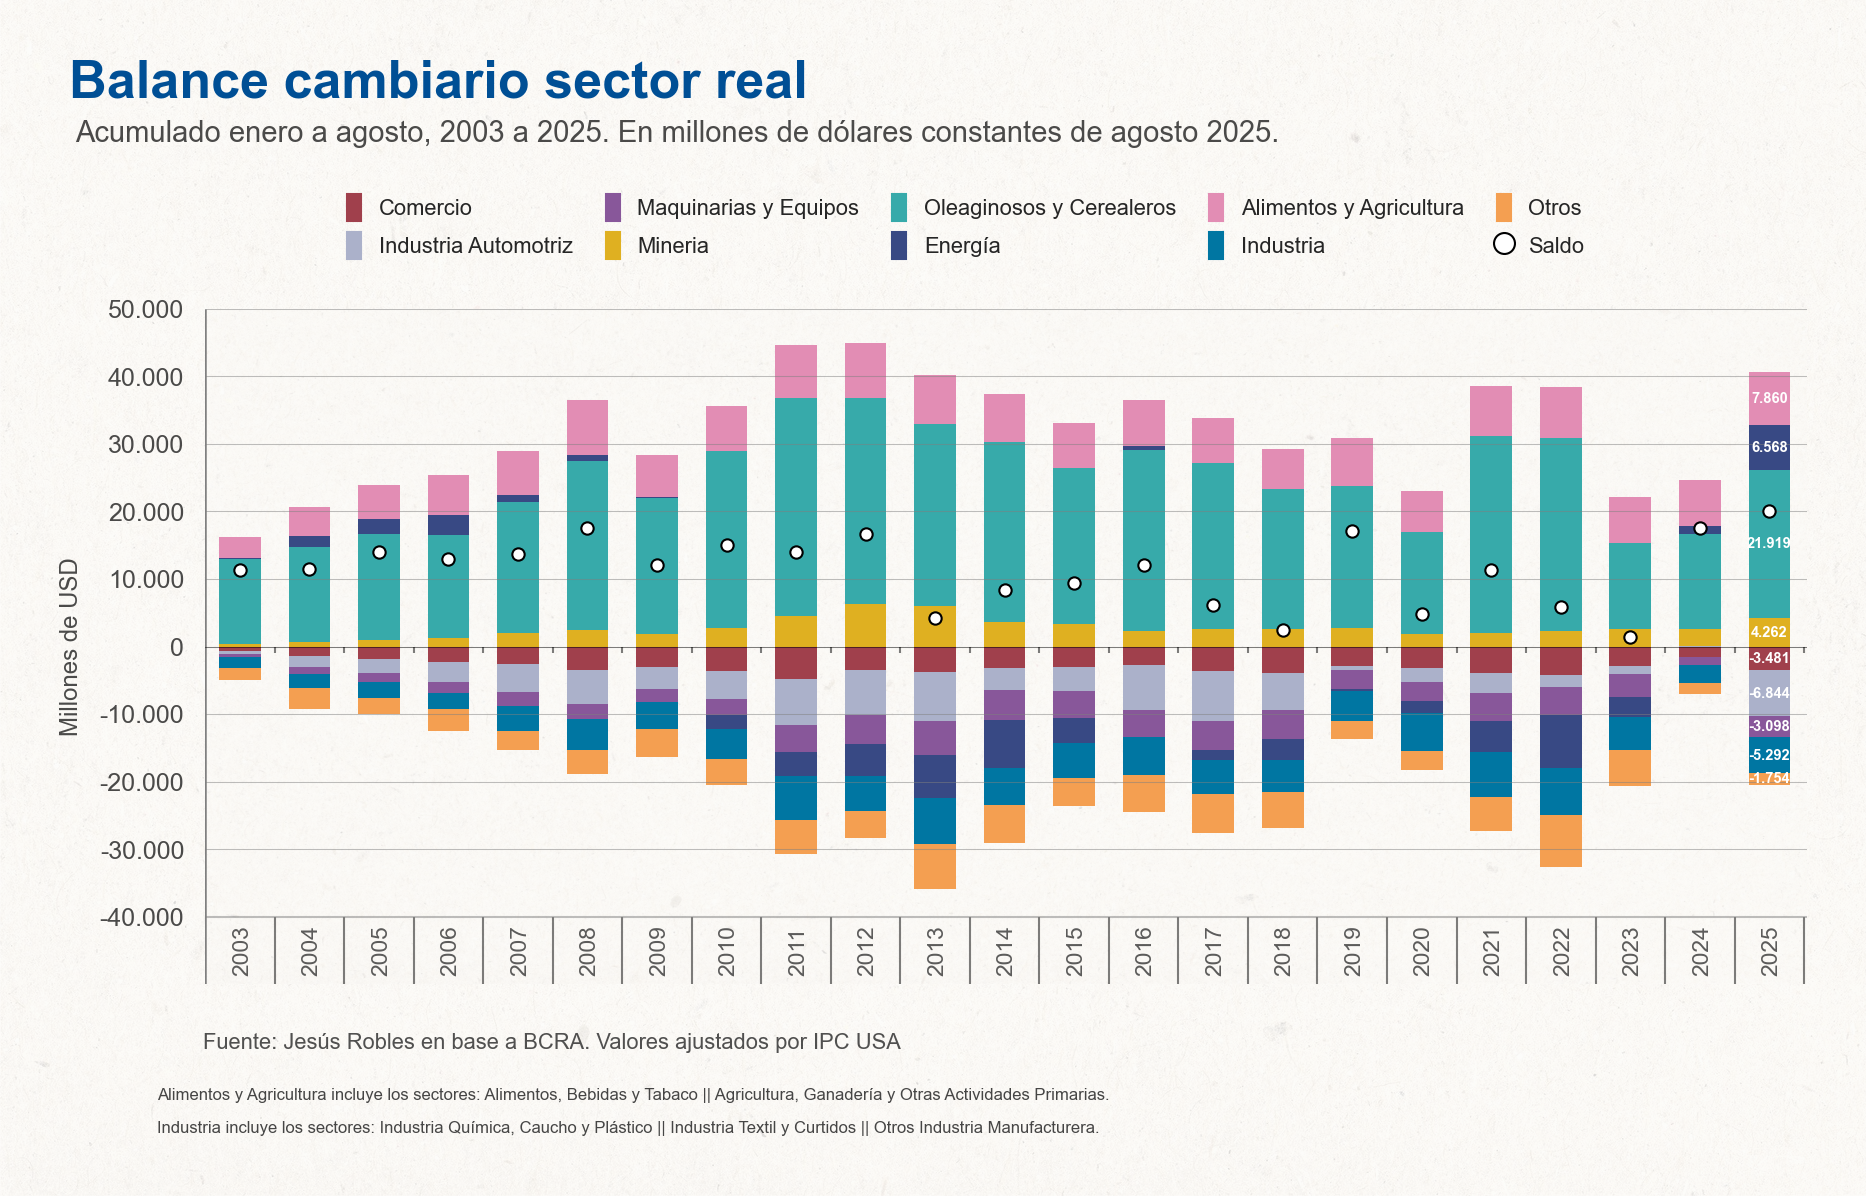 Balance cambiario sector real
Acumulado enero a agosto, 2003 a 2025. En millones de dólares constantes de agosto 2025.
Comercio Maquinarias y Equipos Oleaginosos y Cerealeros Alimentos y Agricultura Otros
Industria Automotriz Mineria Energía Industria Saldo
Millones de USD
50.000
40.000
30.000
20.000
10.000
0
-10.000
-20.000
-30.000
-40.000
7.860
6.568
21.919
4.262
-3.481
-6.844
-3.098
-5.292
-1.754
2003 2004 2005 2006 2007 2008 2009 2010 2011 2012 2013 2014 2015 2016 2017 2018 2019 2020 2021 2022 2023 2024 2025
Fuente: Jesús Robles en base a BCRA. Valores ajustados por IPC USA
Alimentos y Agricultura incluye los sectores: Alimentos, Bebidas y Tabaco || Agricultura, Ganadería y Otras Actividades Primarias.
Industria incluye los sectores: Industria Química, Caucho y Plástico || Industria Textil y Curtidos || Otros Industria Manufacturera.